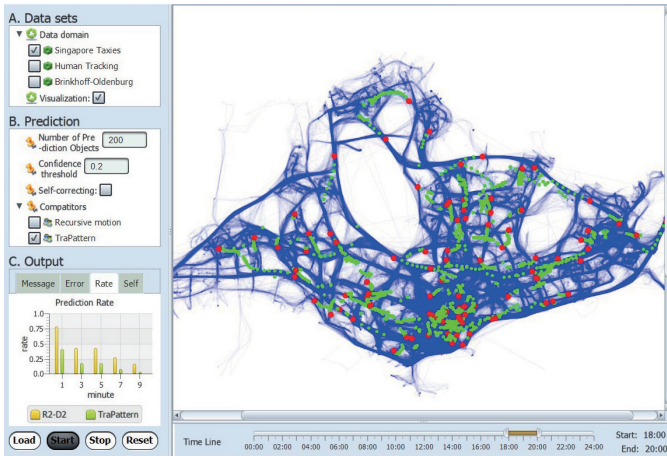 A. Data sets
Data domain
Singapore Taxies
Human Tracking
Brinkhoff-Oldenburg
Visualization:
B. Prediction
Number of Pre
-diction Objects
200
Confidence
threshold
0.2
Self-correcting:
Compatitors
Recursive motion
TraPattern
C. Output
Message Error Rate Self
Prediction Rate
1.00
0.75
0.50
0.25
0.0
rate
1 3 5 7 9
minute
R2-D2 TraPattern
Load Start Stop Reset
Time Line
00:00 02:00 04:00 06:00 08:00 10:00 12:00 14:00 16:00 18:00 20:00 22:00 24:00
Start: 18:00
End: 20:00